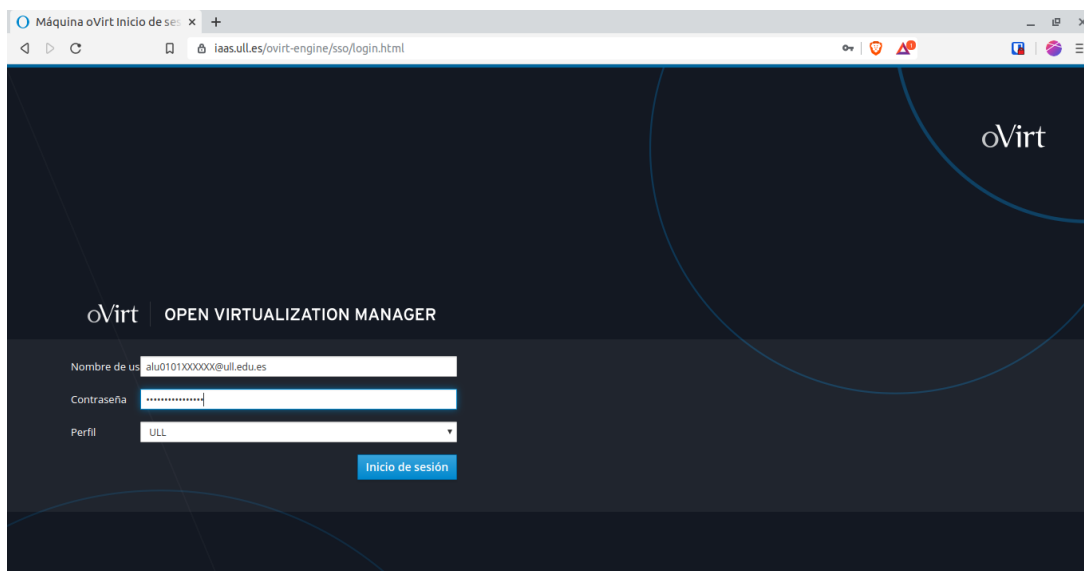 Máquina oVirt Inicio de ses
iaas.ull.es/ovirt-engine/sso/login.html
oVirt
oVirt OPEN VIRTUALIZATION MANAGER
Nombre de us alu0101XXXXXX@ull.edu.es
Contraseña
Perfil ULL
Inicio de sesión